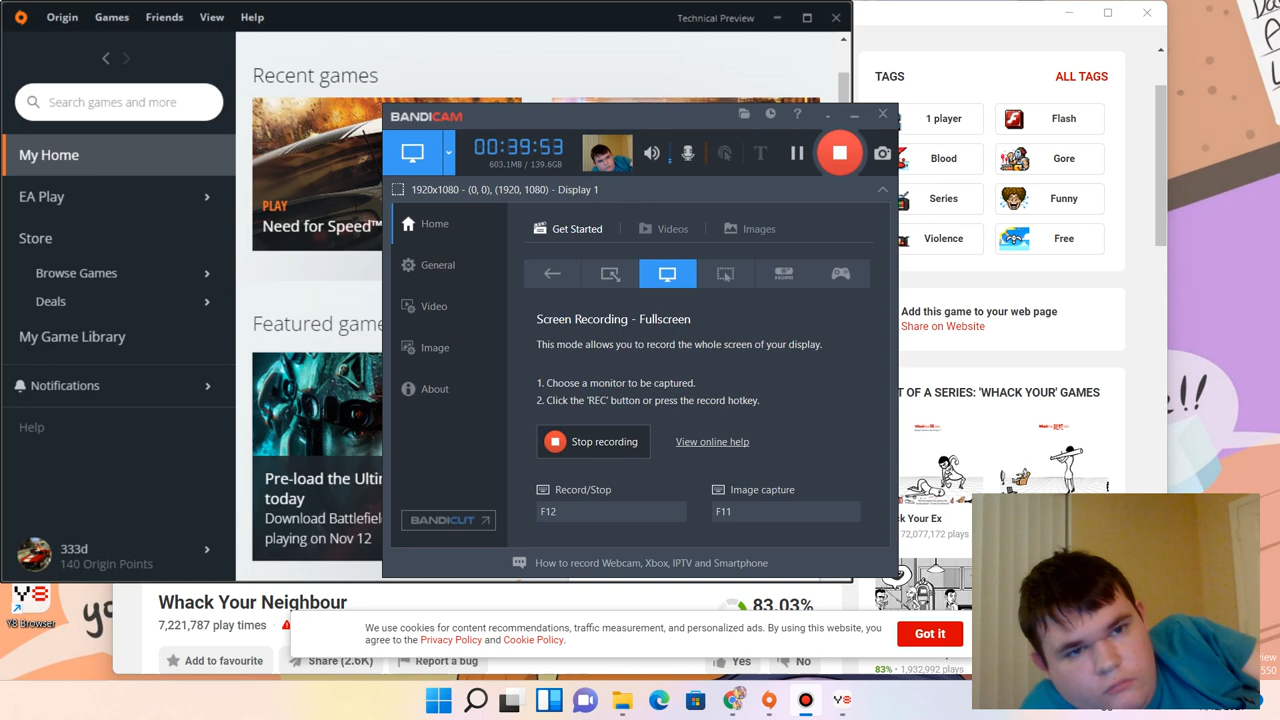 Origin Games Friends View Help Technical Preview
Search games and more
My Home
EA Play
Store
Browse Games
Deals
My Game Library
Notifications
Help
333d
140 Origin Points
Recent games
PLAY
Need for Speed™
Featured game
Pre-load the Ultin
today
Download Battlefield
playing on Nov 12
BANDICAM
00:39:53
603.1MB / 139.6GB
1920x1080 - (0, 0), (1920, 1080) - Display 1
Home
General
Video
Image
About
BANDICUT
Get Started Videos Images
HDMI
Screen Recording - Fullscreen
This mode allows you to record the whole screen of your display.
1. Choose a monitor to be captured.
2. Click the 'REC' button or press the record hotkey.
Stop recording View online help
Record/Stop Image capture
F12 F11
How to record Webcam, Xbox, IPTV and Smartphone
TAGS ALL TAGS
1 player Flash
Blood Gore
Series Funny
Violence Free
Add this game to your web page
Share on Website
T OF A SERIES: 'WHACK YOUR' GAMES
ck Your Ex
72,077,172 plays
83% • 1,932,992 plays
Y8 Browser
Whack Your Neighbour
7,221,787 play times
83.03%
We use cookies for content recommendations, traffic measurement, and personalized ads. By using this website, you
agree to the Privacy Policy and Cookie Policy.
Got it
Add to favourite Share (2.6K) Report a bug Yes No